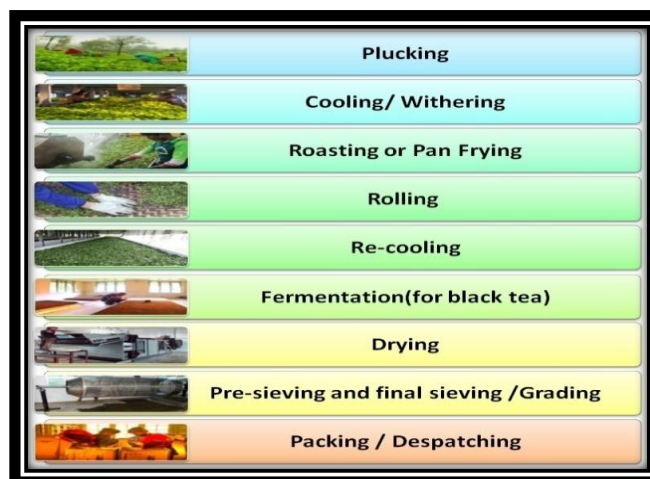 Plucking
Cooling/ Withering
Roasting or Pan Frying
Rolling
Re-cooling
Fermentation(for black tea)
Drying
Pre-sieving and final sieving /Grading
Packing / Despatching